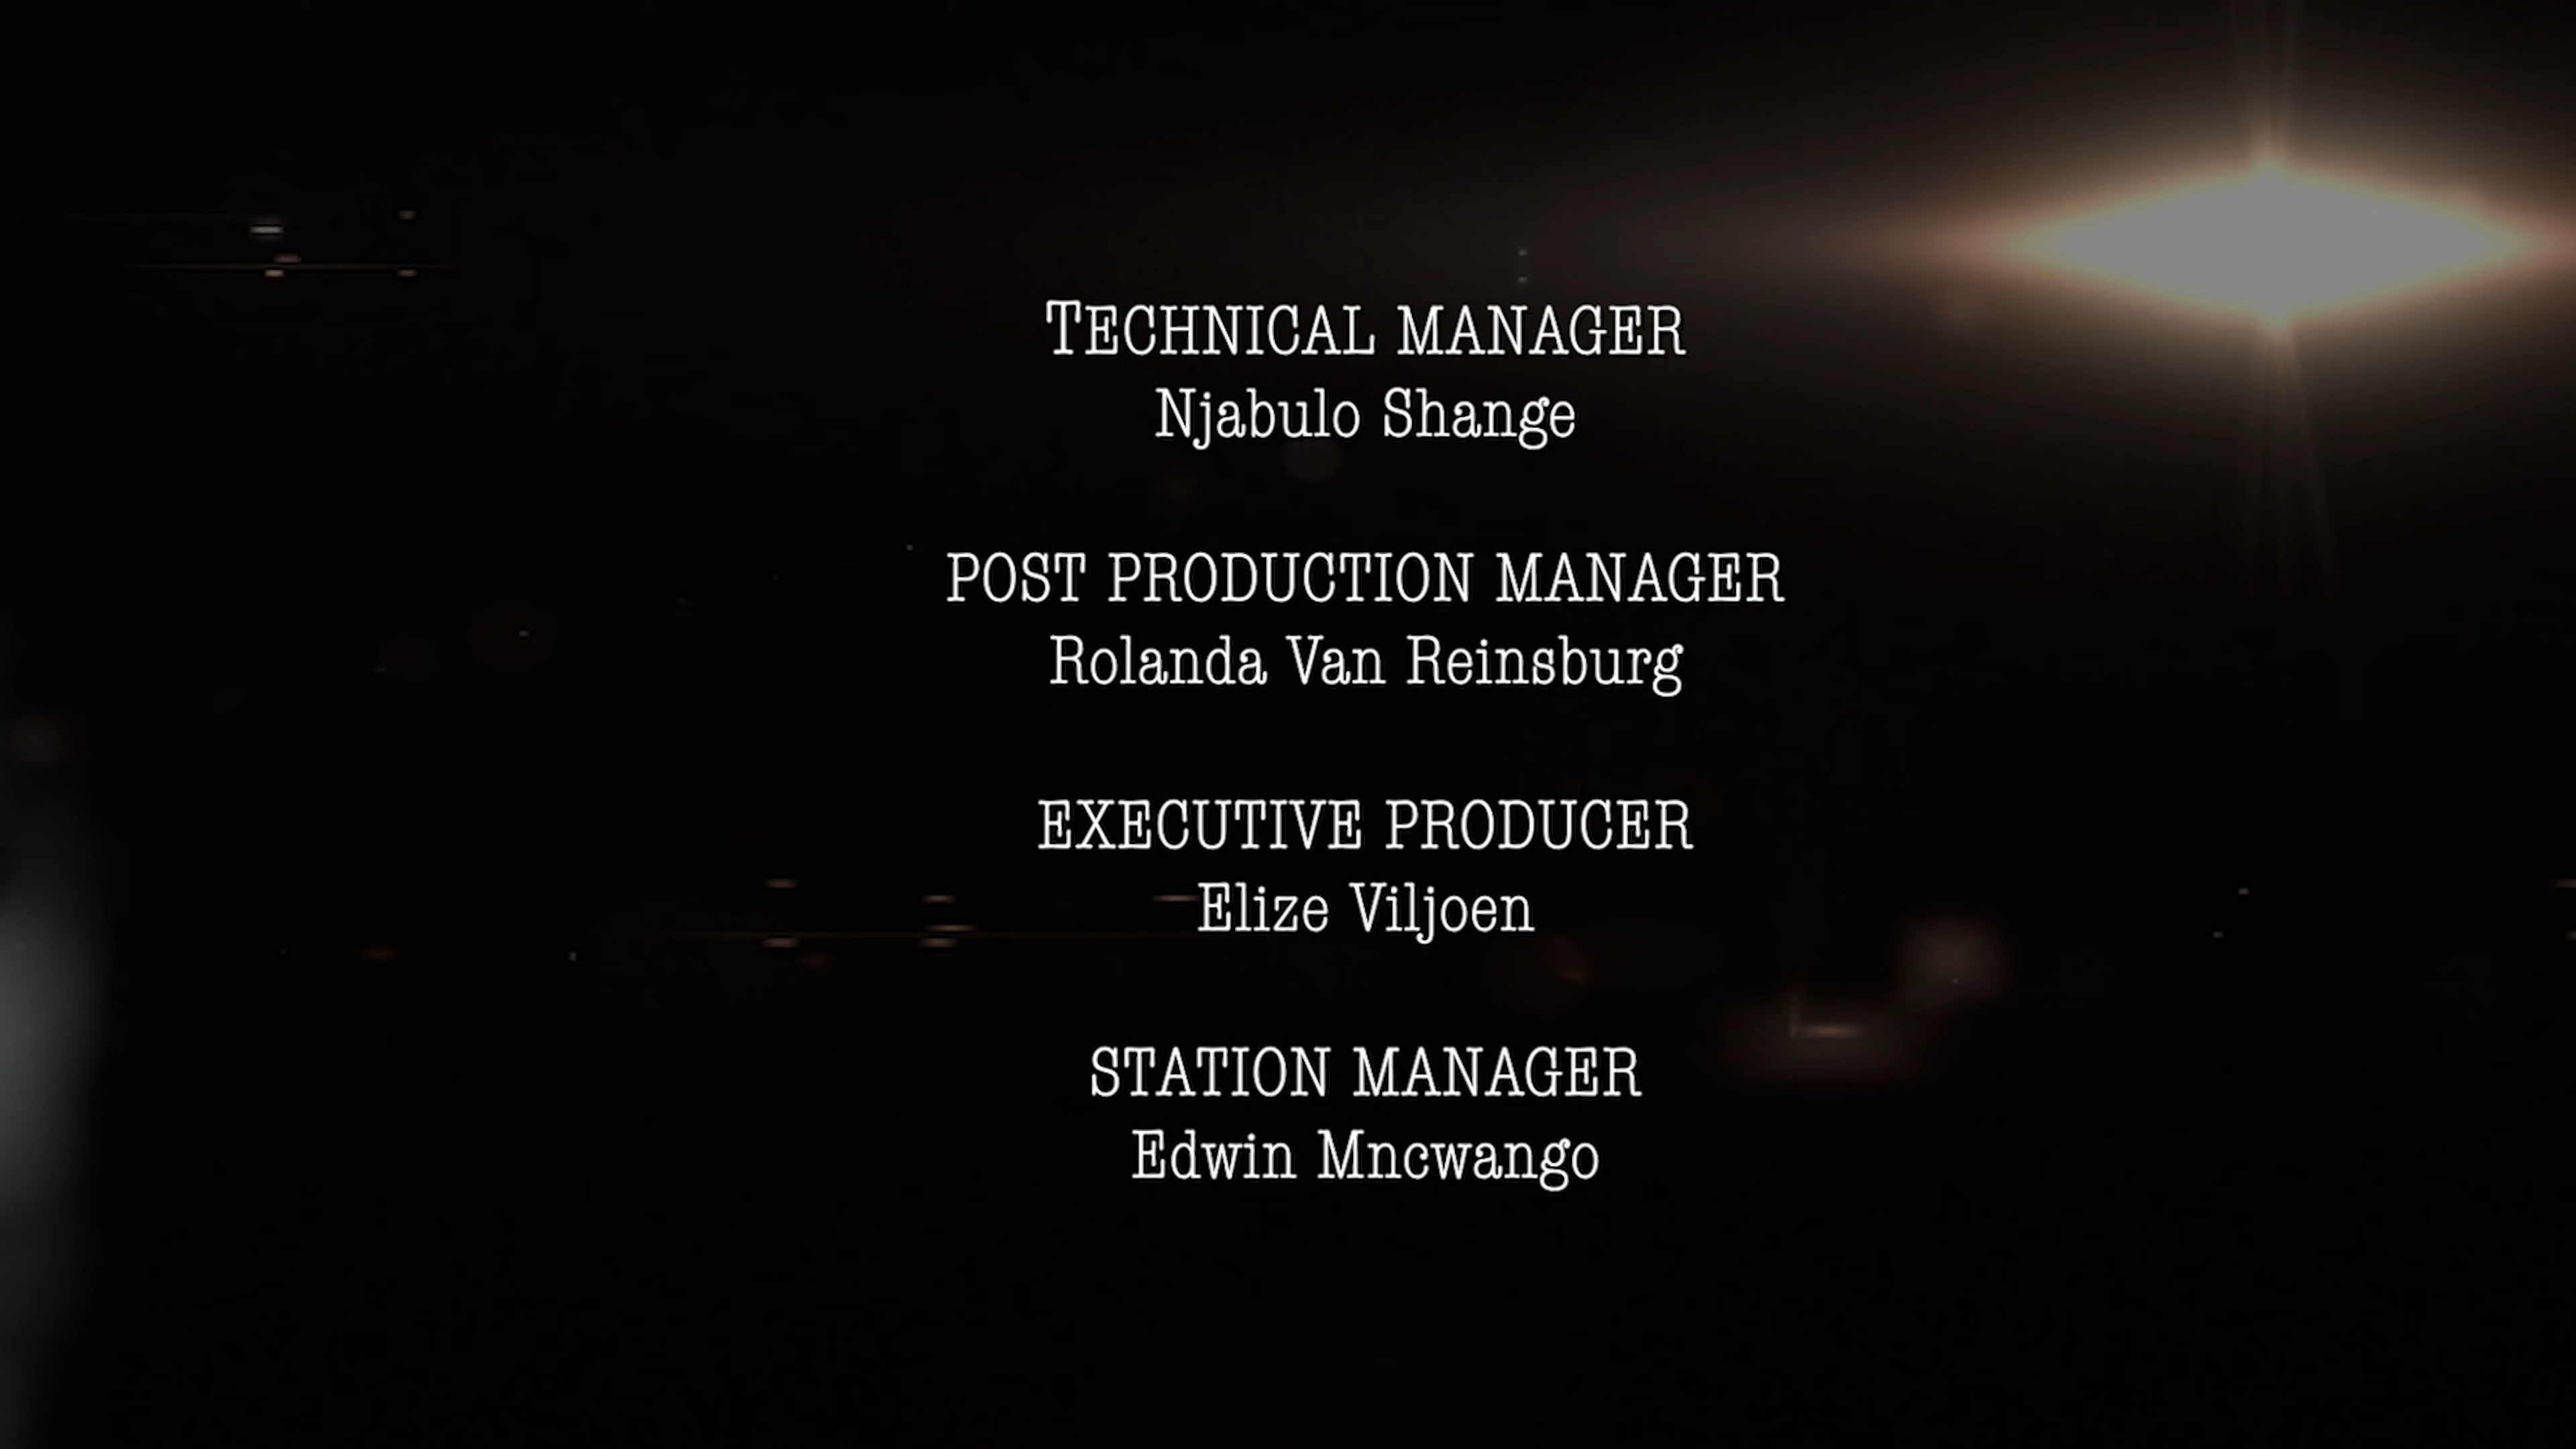 TECHNICAL MANAGER
Njabulo Shange
POST PRODUCTION MANAGER
Rolanda Van Reinsburg
EXECUTIVE PRODUCER
Elize Viljoen
STATION MANAGER
Edwin Mncwango